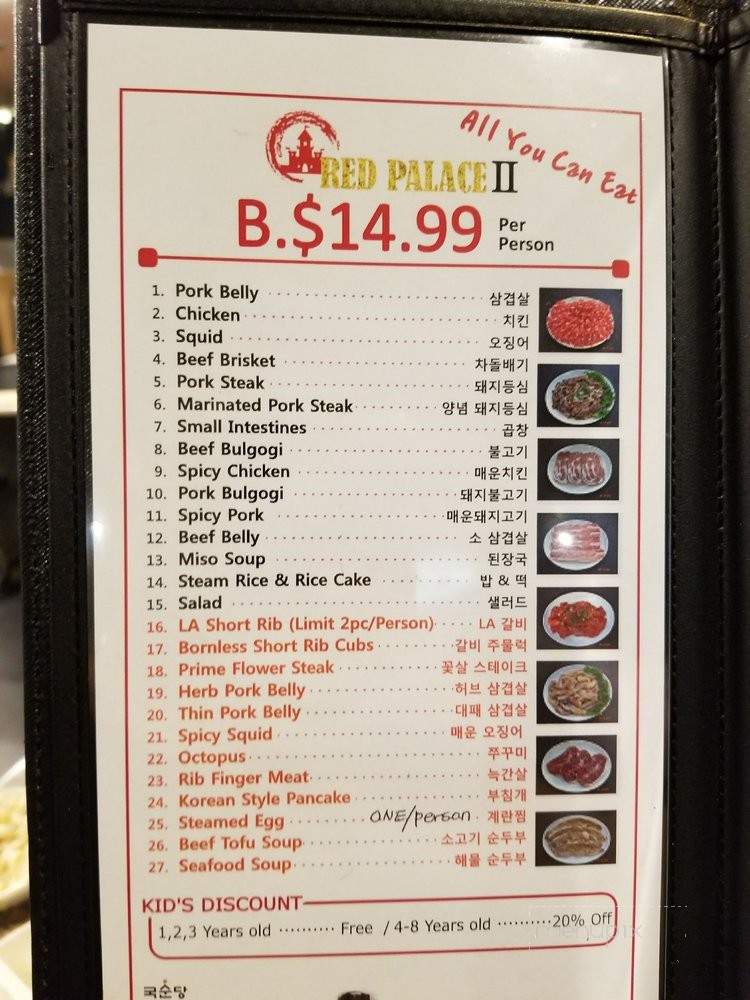 All You Can Eat
RED PALACE II
B.$14.99 Per Person
1. Pork Belly 삼겹살
2. Chicken 치킨
3. Squid 오징어
4. Beef Brisket 차돌배기
5. Pork Steak 돼지등심
6. Marinated Pork Steak 양념 돼지등심
7. Small Intestines 곱창
8. Beef Bulgogi 불고기
9. Spicy Chicken 매운치킨
10. Pork Bulgogi 돼지불고기
11. Spicy Pork 매운돼지고기
12. Beef Belly 소 삼겹살
13. Miso Soup 된장국
14. Steam Rice & Rice Cake 밥 & 떡
15. Salad 샐러드
16. LA Short Rib (Limit 2pc/Person) LA 갈비
17. Bornless Short Rib Cubs 갈비 주물럭
18. Prime Flower Steak 꽃살 스테이크
19. Herb Pork Belly 허브 삼겹살
20. Thin Pork Belly 대패 삼겹살
21. Spicy Squid 매운 오징어
22. Octopus 쭈꾸미
23. Rib Finger Meat 늑간살
24. Korean Style Pancake 부침개
25. Steamed Egg ONE/person 계란찜
26. Beef Tofu Soup 소고기 순두부
27. Seafood Soup 해물 순두부
KID'S DISCOUNT
1,2,3 Years old Free / 4-8 Years old 20% Off
국순당